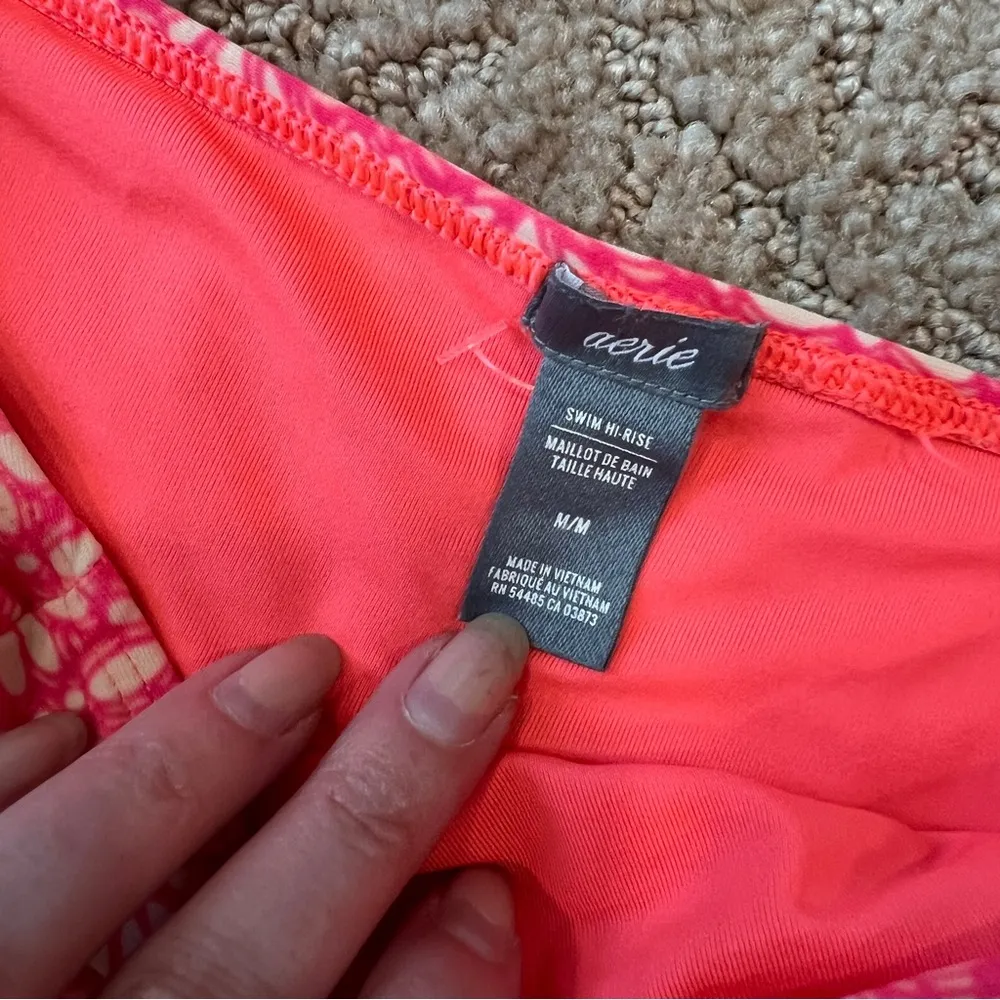 aerie
SWIM HI-RISE
MAILLOT DE BAIN
TAILLE HAUTE
M/M
MADE IN VIETNAM
FABRIQUÉ AU VIETNAM
RN 54485 CA 03873